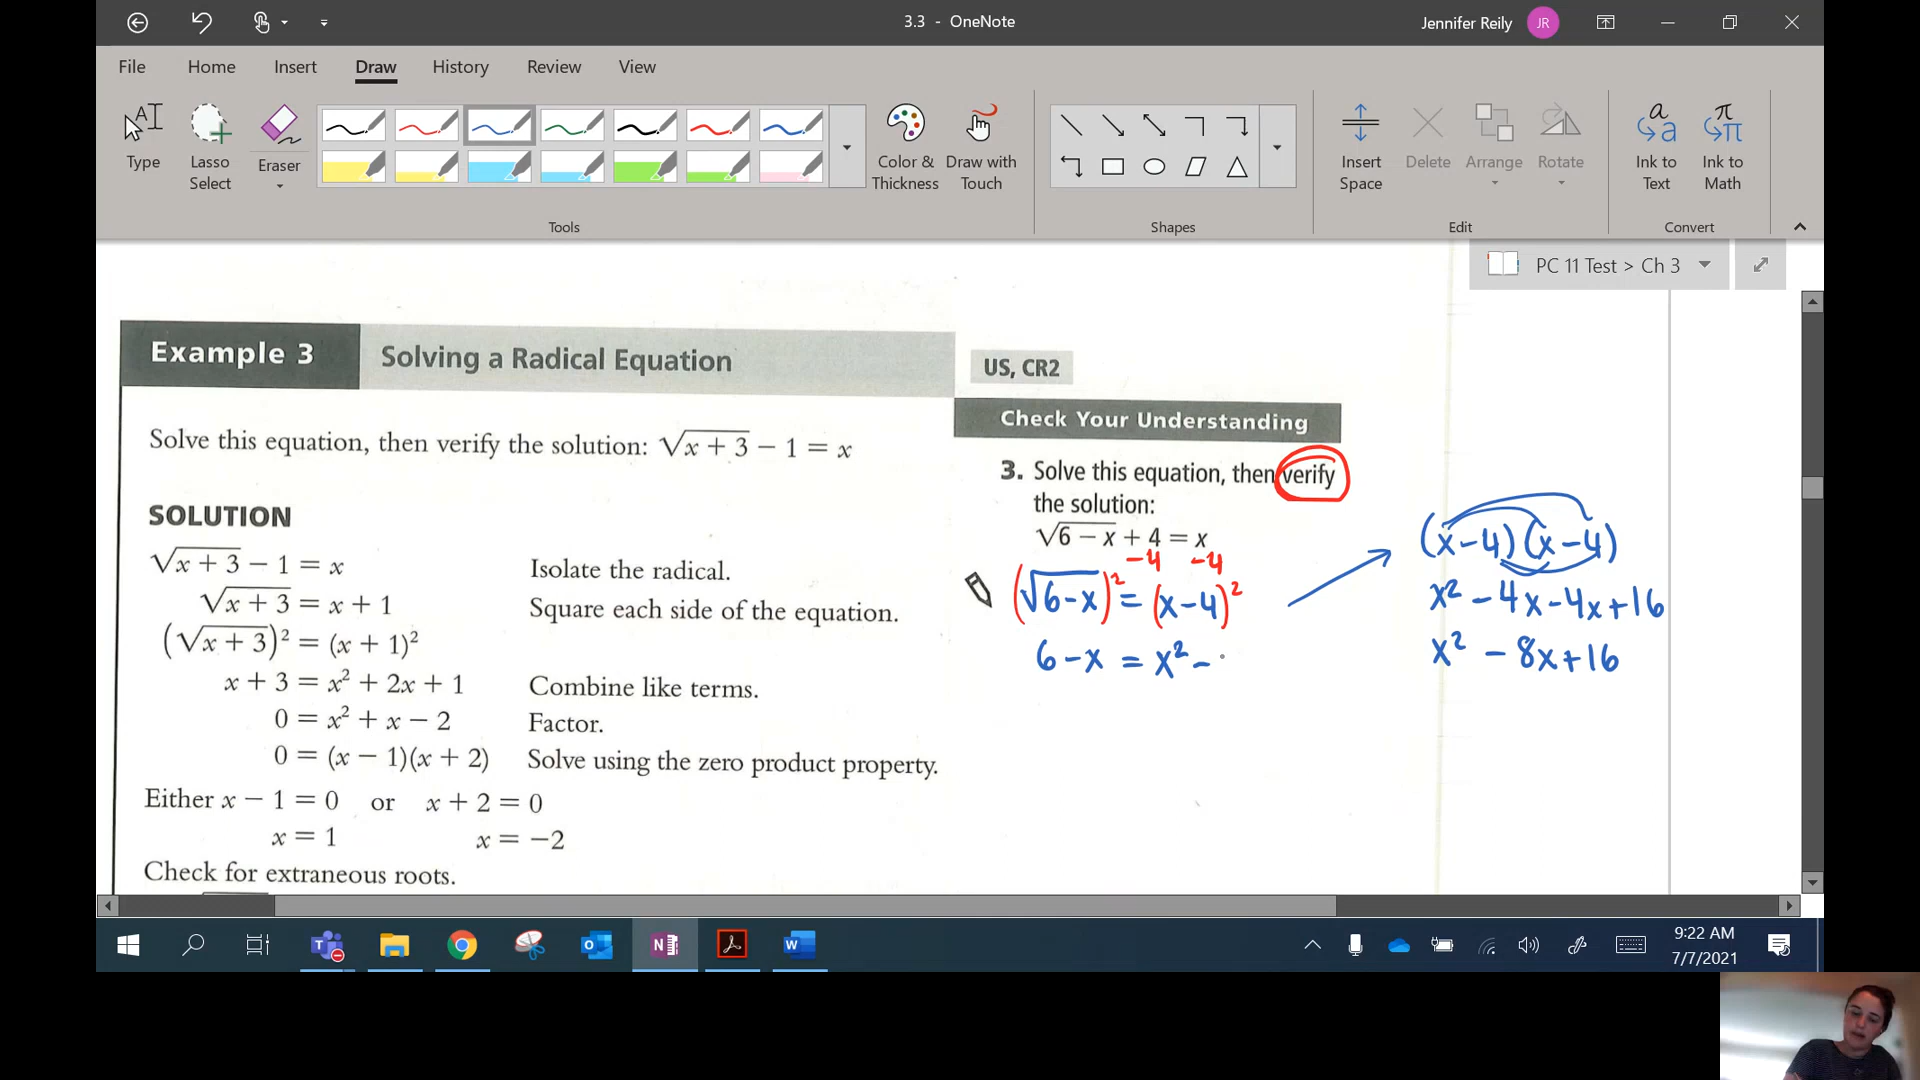 3.3 - OneNote
Jennifer Reily
JR
File Home Insert Draw History Review View
Type
Lasso Select
Eraser
Color & Thickness
Draw with Touch
Insert Space
Delete
Arrange
Rotate
Ink to Text
Ink to Math
Tools
Shapes
Edit
Convert
PC 11 Test > Ch 3
Example 3 Solving a Radical Equation
Solve this equation, then verify the solution: √(x + 3) − 1 = x
SOLUTION
√(x + 3) − 1 = x Isolate the radical.
√(x + 3) = x + 1 Square each side of the equation.
(√(x + 3))² = (x + 1)²
x + 3 = x² + 2x + 1 Combine like terms.
0 = x² + x − 2 Factor.
0 = (x − 1)(x + 2) Solve using the zero product property.
Either x − 1 = 0 or x + 2 = 0
x = 1 x = −2
Check for extraneous roots.
US, CR2
Check Your Understanding
3. Solve this equation, then verify
the solution:
√(6 − x) + 4 = x
−4 −4
(√(6−x))² = (x−4)²
6−x = x² −
(x−4)(x−4)
x² − 4x − 4x + 16
x² − 8x + 16
9:22 AM
7/7/2021